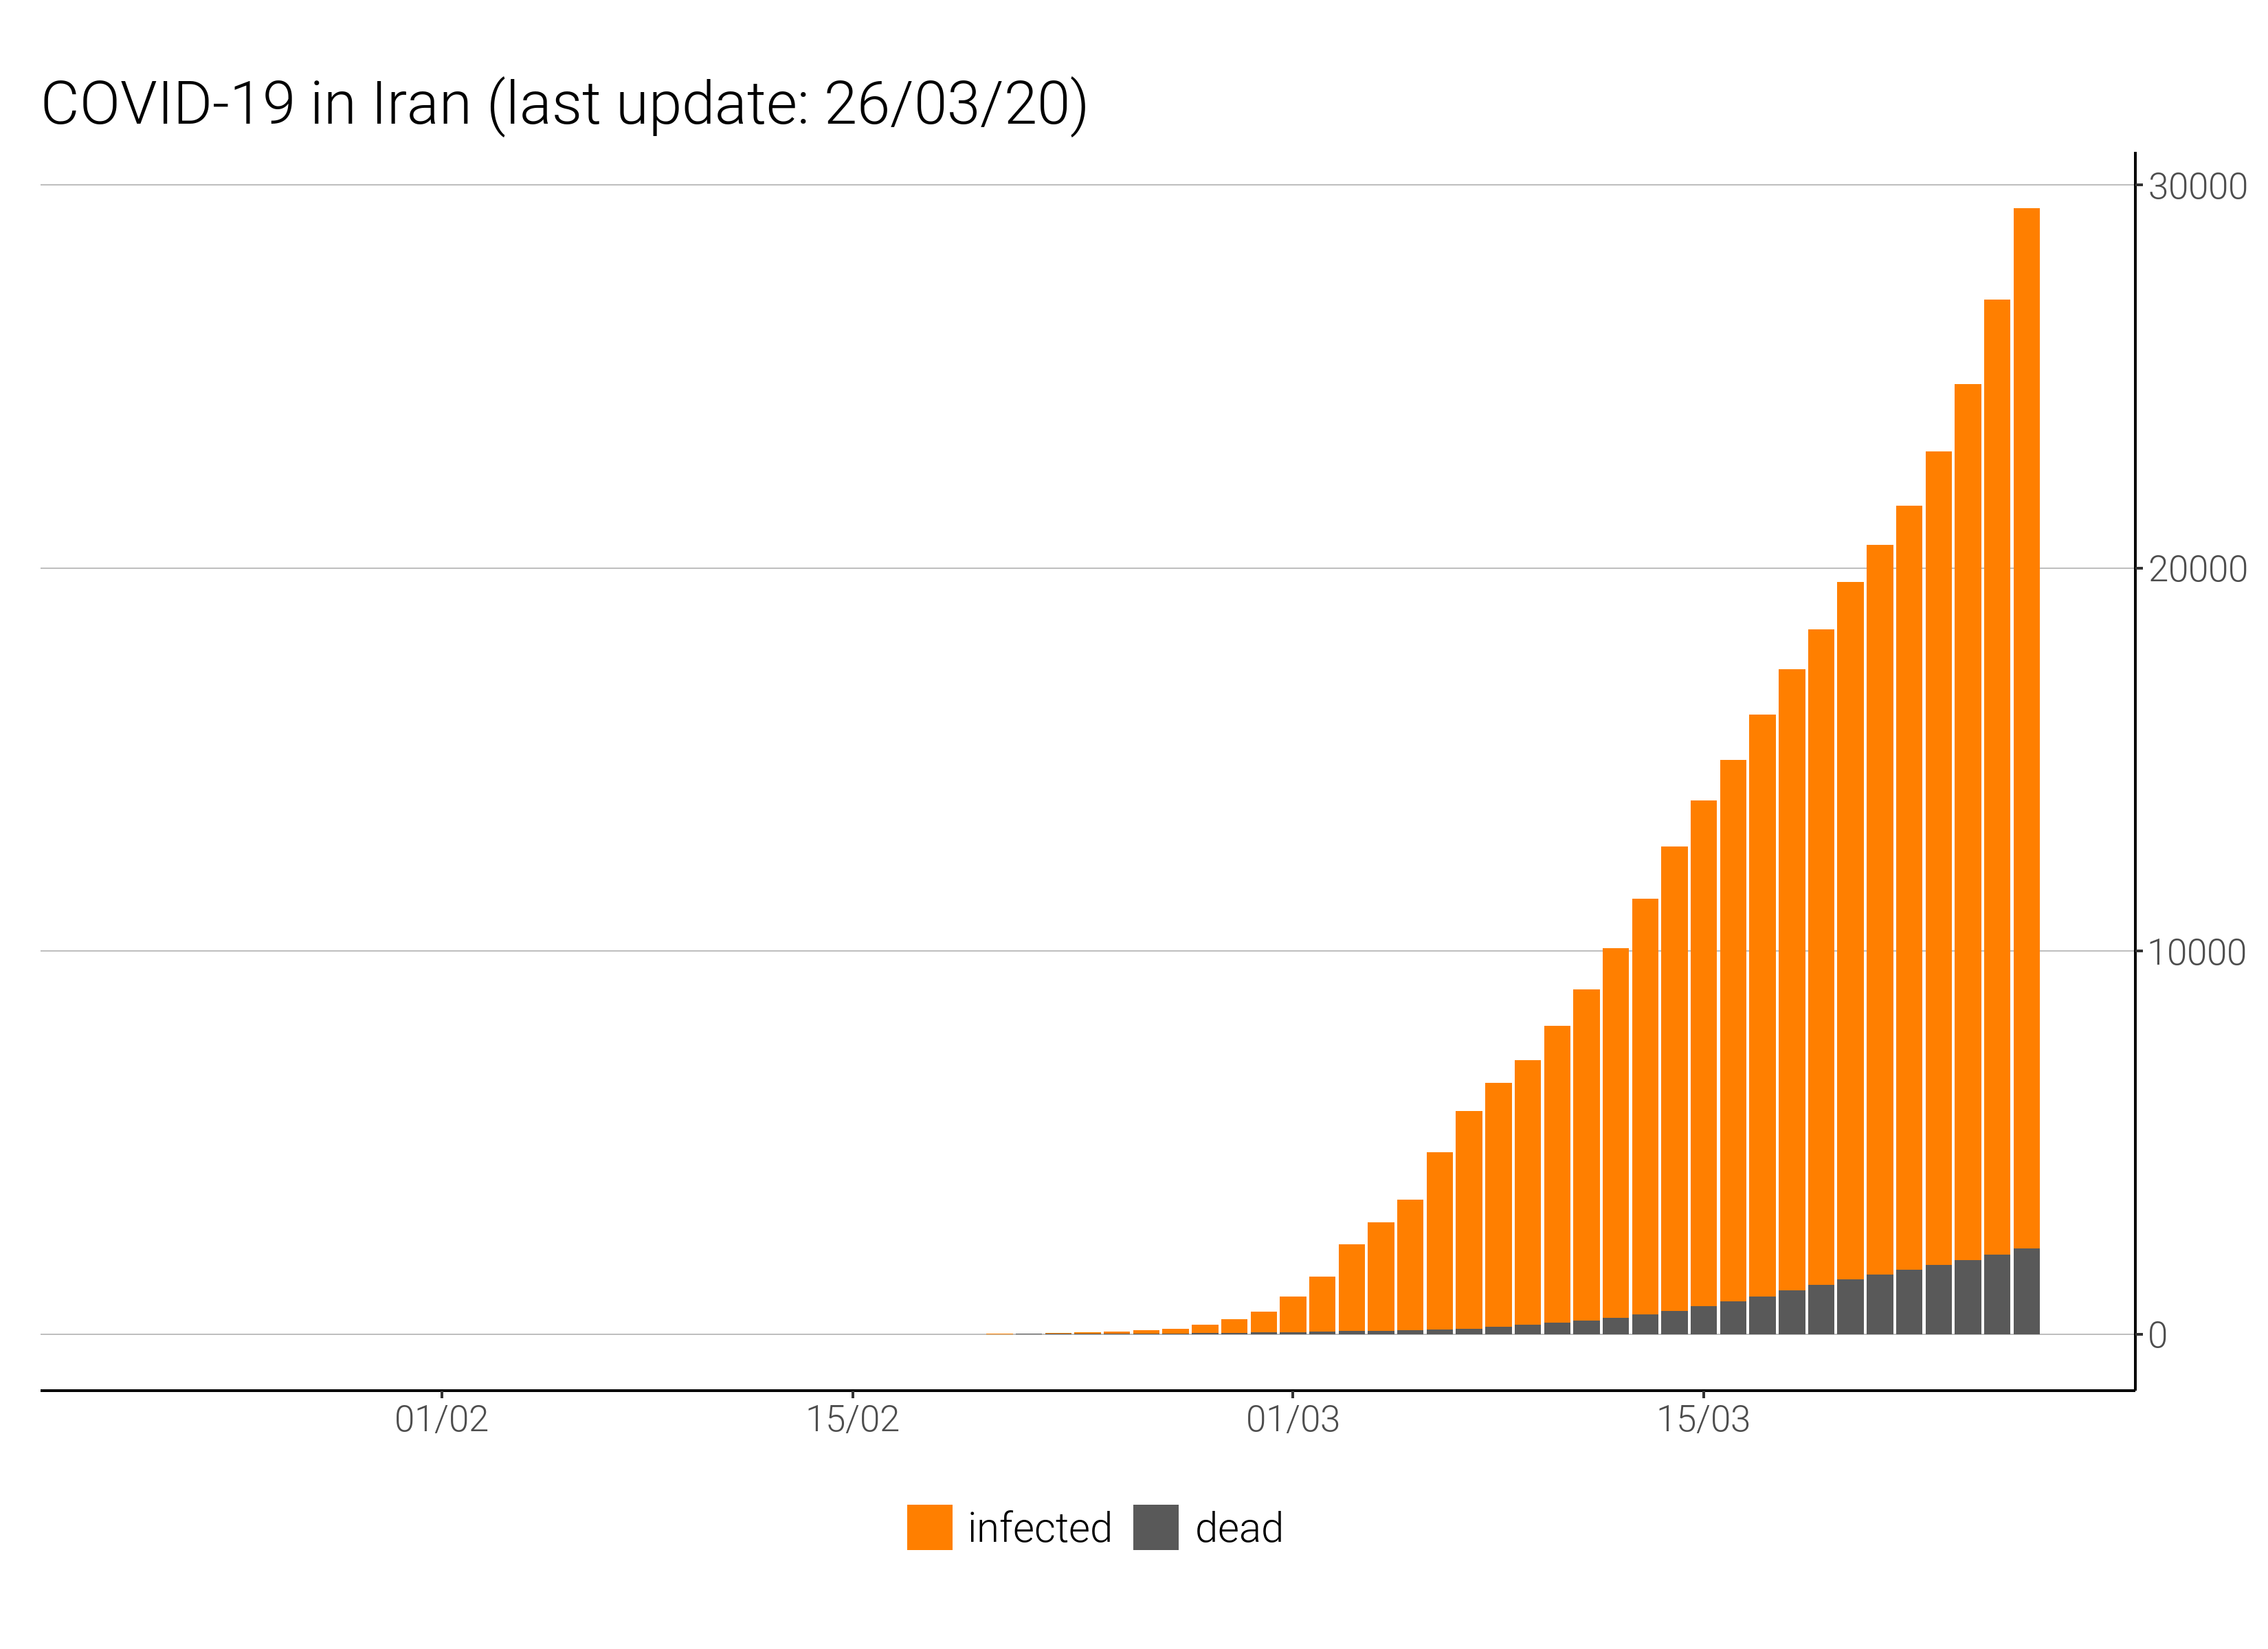 COVID-19 in Iran (last update: 26/03/20)
30000
20000
10000
0
01/02 15/02 01/03 15/03
infected dead